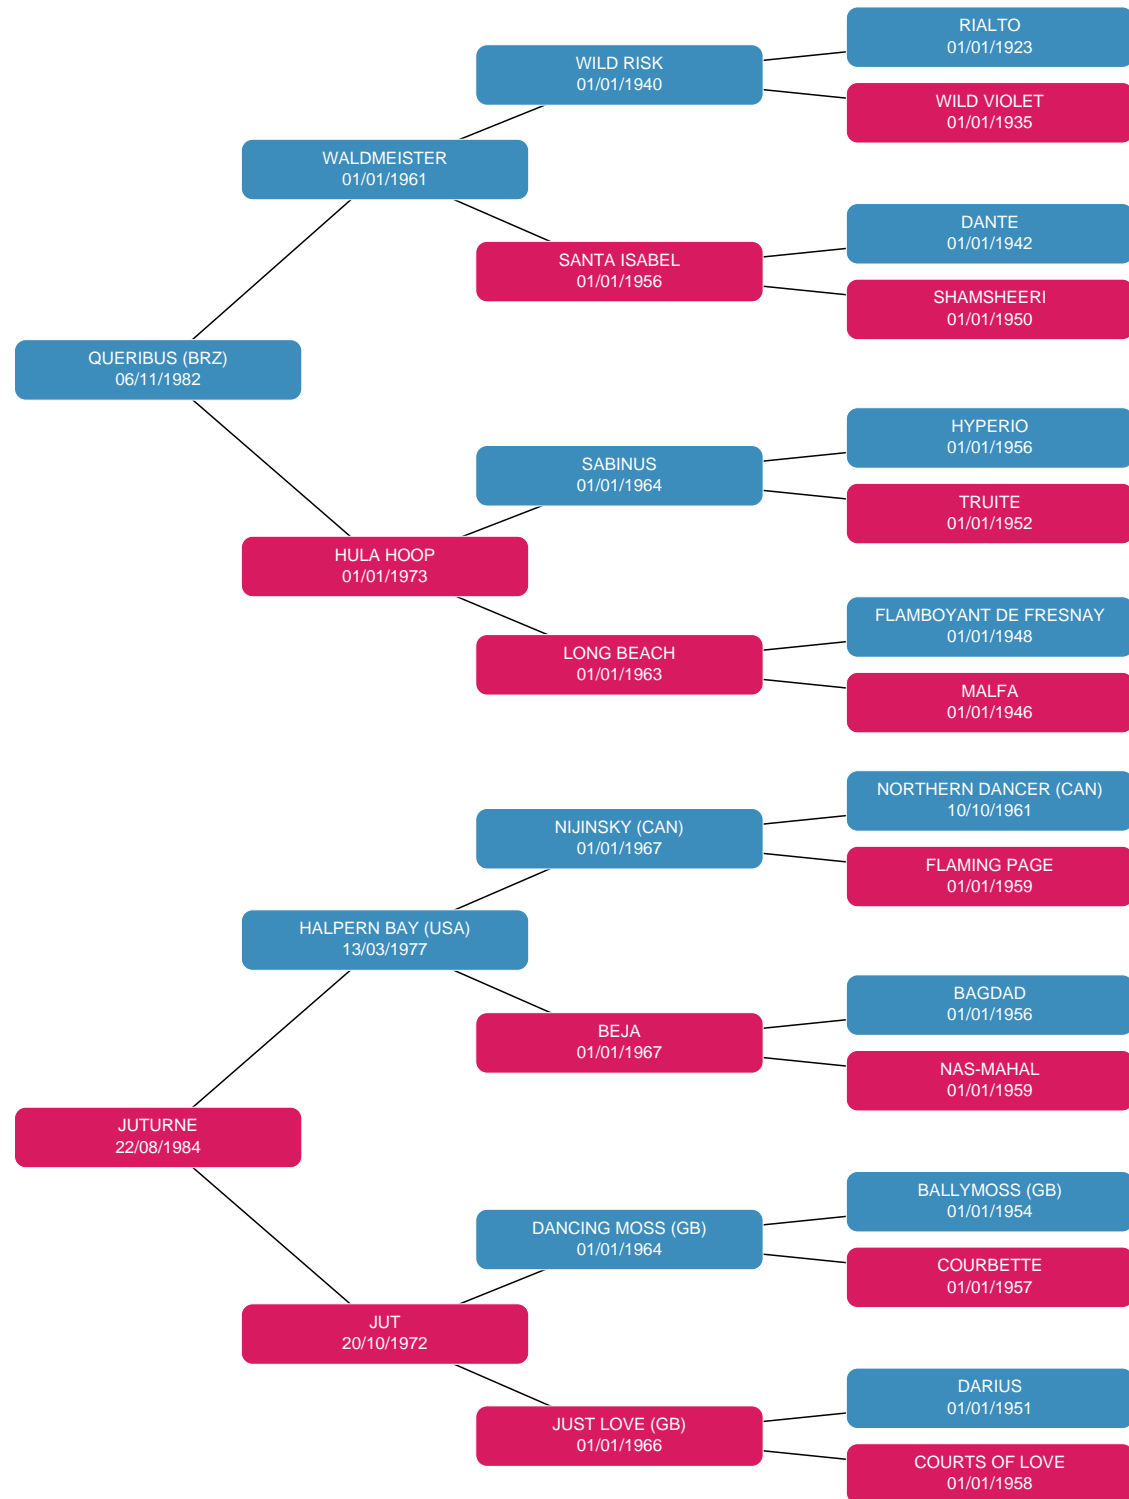 RIALTO
01/01/1923
WILD RISK
01/01/1940
WILD VIOLET
01/01/1935
WALDMEISTER
01/01/1961
DANTE
01/01/1942
SANTA ISABEL
01/01/1956
SHAMSHEERI
01/01/1950
QUERIBUS (BRZ)
06/11/1982
HYPERIO
01/01/1956
SABINUS
01/01/1964
TRUITE
01/01/1952
HULA HOOP
01/01/1973
FLAMBOYANT DE FRESNAY
01/01/1948
LONG BEACH
01/01/1963
MALFA
01/01/1946
NORTHERN DANCER (CAN)
10/10/1961
NIJINSKY (CAN)
01/01/1967
FLAMING PAGE
01/01/1959
HALPERN BAY (USA)
13/03/1977
BAGDAD
01/01/1956
BEJA
01/01/1967
NAS-MAHAL
01/01/1959
JUTURNE
22/08/1984
BALLYMOSS (GB)
01/01/1954
DANCING MOSS (GB)
01/01/1964
COURBETTE
01/01/1957
JUT
20/10/1972
DARIUS
01/01/1951
JUST LOVE (GB)
01/01/1966
COURTS OF LOVE
01/01/1958